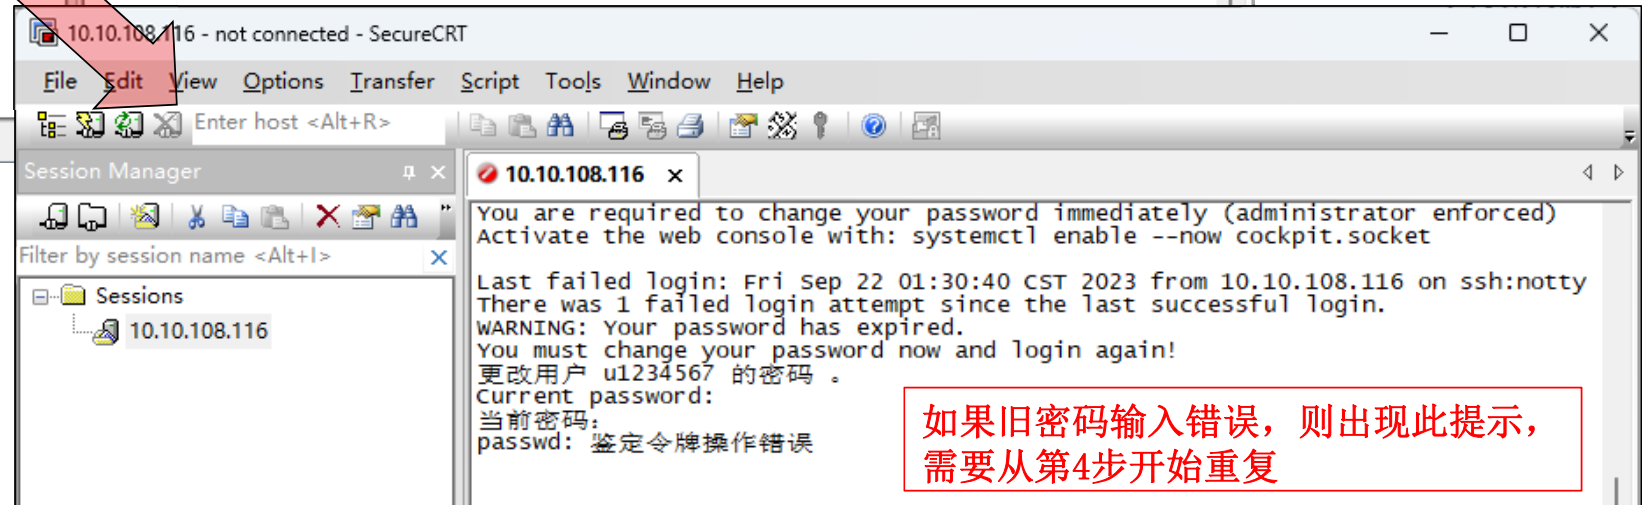 10.10.108.116 - not connected - SecureCRT
File Edit View Options Transfer Script Tools Window Help
Enter host <Alt+R>
Session Manager
10.10.108.116
Filter by session name <Alt+I>
Sessions
10.10.108.116
You are required to change your password immediately (administrator enforced)
Activate the web console with: systemctl enable --now cockpit.socket
Last failed login: Fri Sep 22 01:30:40 CST 2023 from 10.10.108.116 on ssh:notty
There was 1 failed login attempt since the last successful login.
WARNING: Your password has expired.
You must change your password now and login again!
更改用户 u1234567 的密码 。
Current password:
当前密码：
passwd: 鉴定令牌操作错误
如果旧密码输入错误，则出现此提示，
需要从第4步开始重复